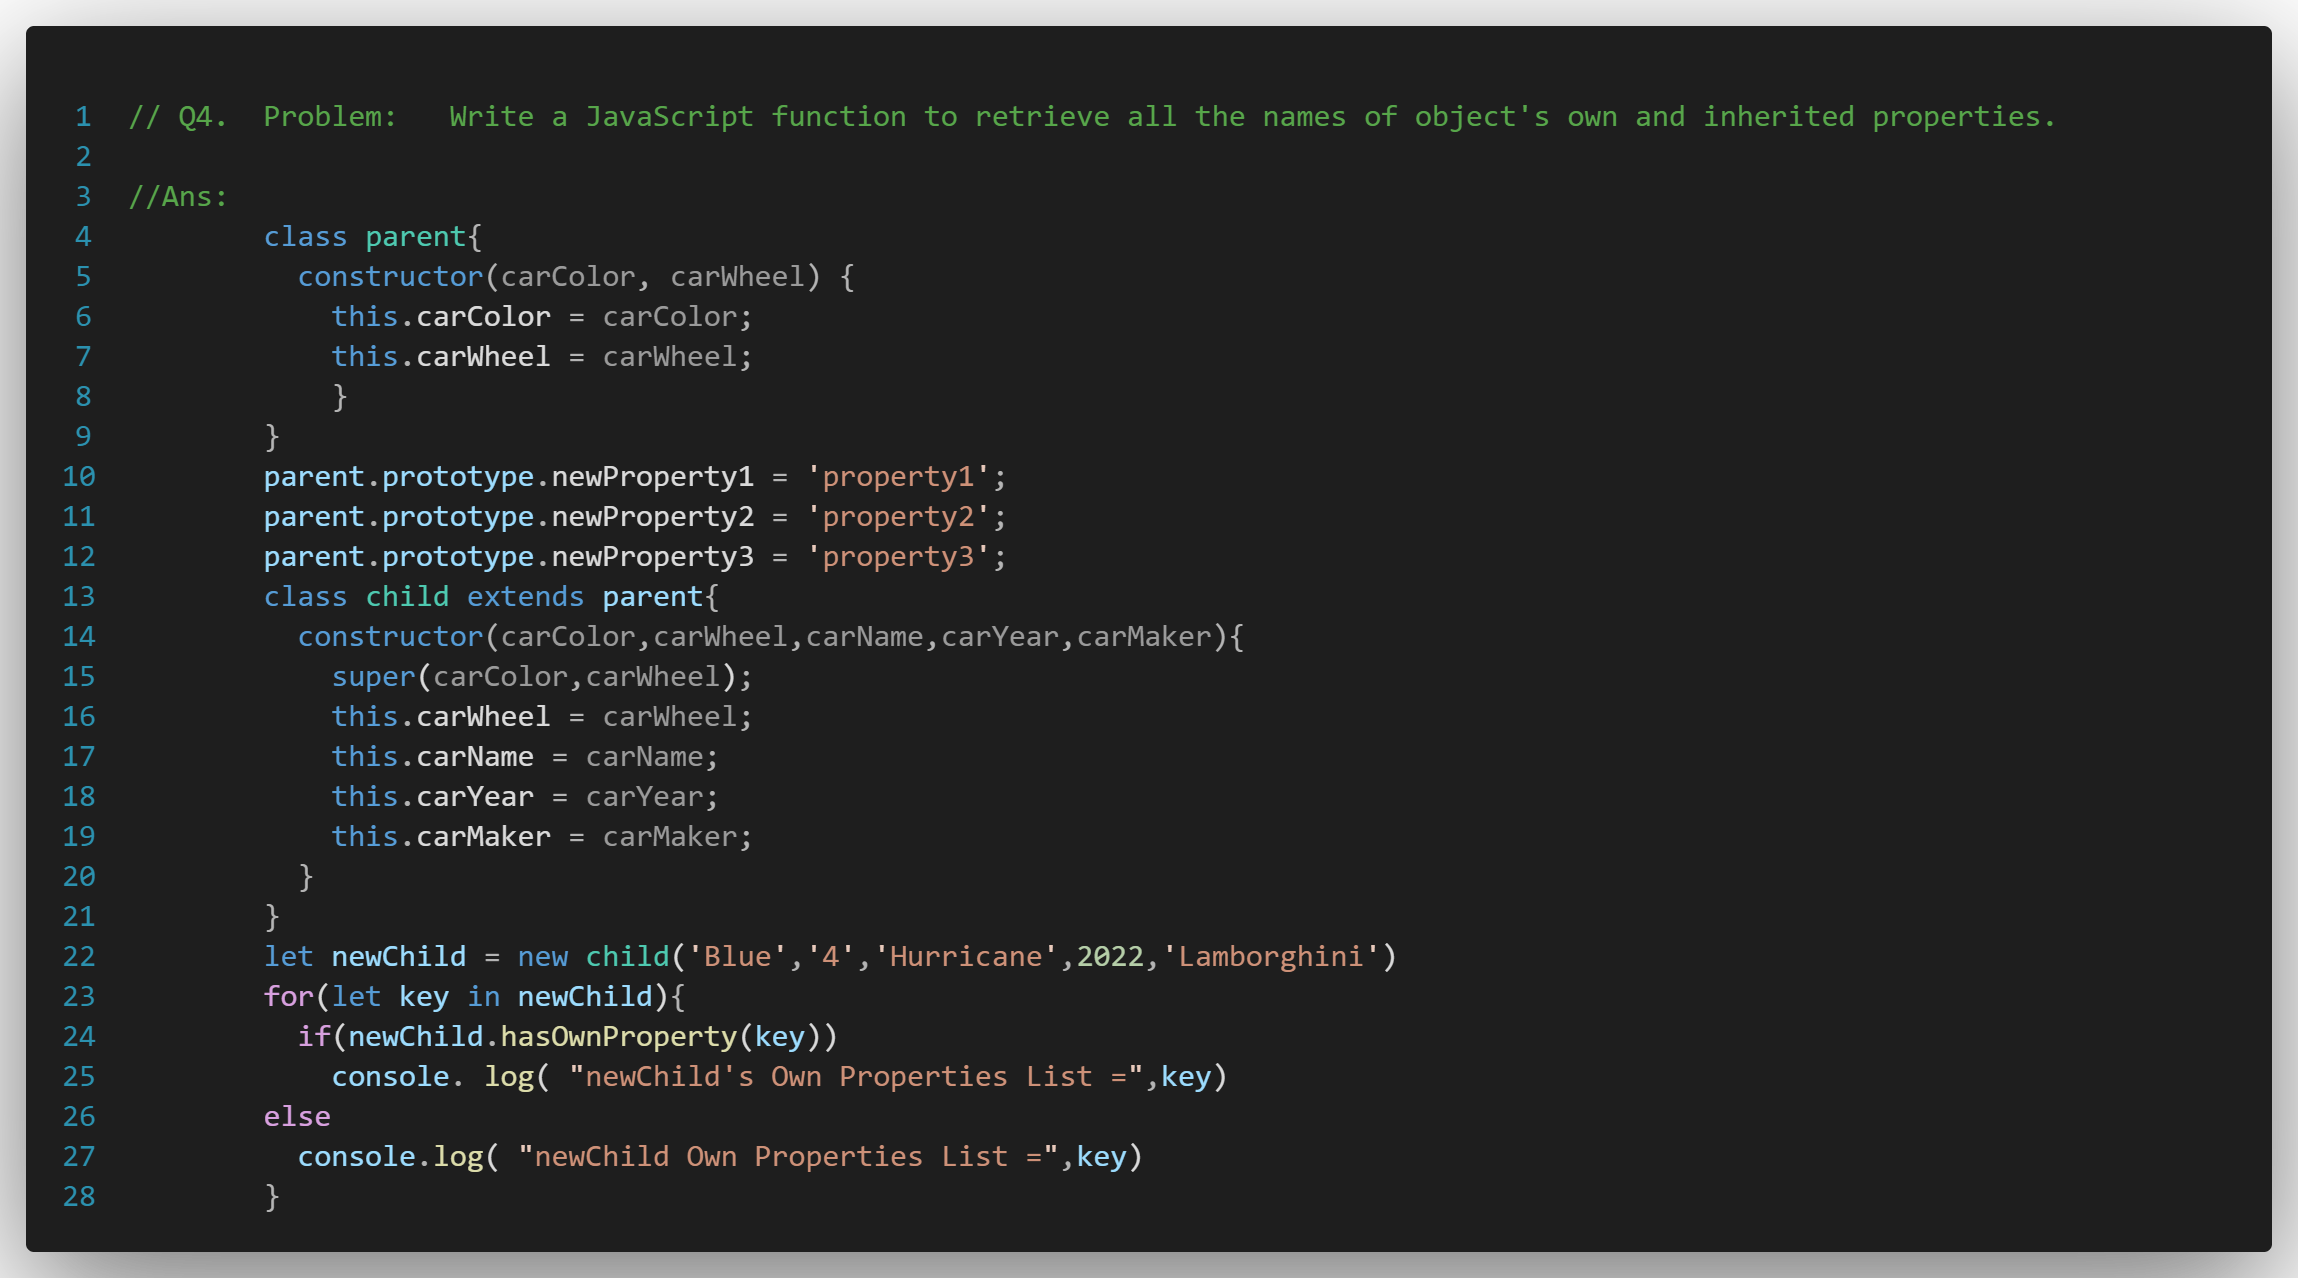 1 // Q4.  Problem:   Write a JavaScript function to retrieve all the names of object's own and inherited properties.
2
3 //Ans:
4         class parent{
5           constructor(carColor, carWheel) {
6             this.carColor = carColor;
7             this.carWheel = carWheel;
8             }
9         }
10         parent.prototype.newProperty1 = 'property1';
11         parent.prototype.newProperty2 = 'property2';
12         parent.prototype.newProperty3 = 'property3';
13         class child extends parent{
14           constructor(carColor,carWheel,carName,carYear,carMaker){
15             super(carColor,carWheel);
16             this.carWheel = carWheel;
17             this.carName = carName;
18             this.carYear = carYear;
19             this.carMaker = carMaker;
20           }
21         }
22         let newChild = new child('Blue','4','Hurricane',2022,'Lamborghini')
23         for(let key in newChild){
24           if(newChild.hasOwnProperty(key))
25             console. log( "newChild's Own Properties List =",key)
26         else
27           console.log( "newChild Own Properties List =",key)
28         }